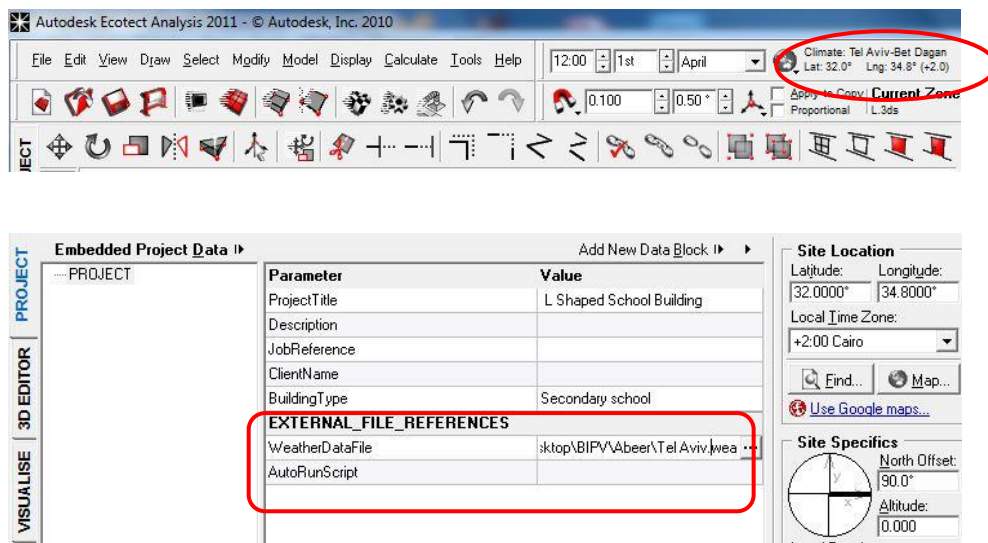 Autodesk Ecotect Analysis 2011 - © Autodesk, Inc. 2010
File Edit View Draw Select Modify Model Display Calculate Tools Help
12:00 1st April
Climate: Tel Aviv-Bet Dagan
Lat: 32.0° Lng: 34.8° (+2.0)
0.100 0.50 °
Apply to Copy Current Zone
Proportional L.3ds
Embedded Project Data
Add New Data Block
Site Location
PROJECT
PROJECT
Parameter Value
Latitude: Longitude:
ProjectTitle L Shaped School Building
32.0000° 34.8000°
Description
Local Time Zone:
JobReference
+2:00 Cairo
ClientName
Find... Map...
3D EDITOR
BuildingType Secondary school
Use Google maps...
EXTERNAL_FILE_REFERENCES
WeatherDataFile :ktop\BIPV\Abeer\Tel Aviv.wea ...
Site Specifics
North Offset:
AutoRunScript
90.0°
VISUALISE
y
x
Altitude:
0.000